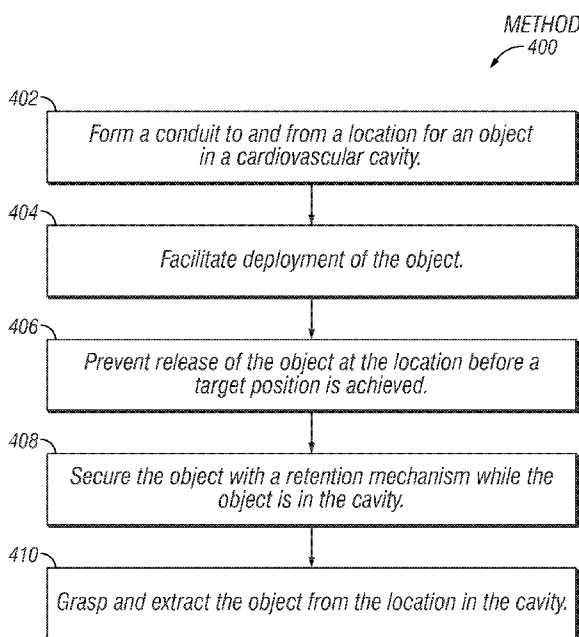 METHOD
400
402
Form a conduit to and from a location for an object
in a cardiovascular cavity.
404
Facilitate deployment of the object.
406
Prevent release of the object at the location before a
target position is achieved.
408
Secure the object with a retention mechanism while the
object is in the cavity.
410
Grasp and extract the object from the location in the cavity.